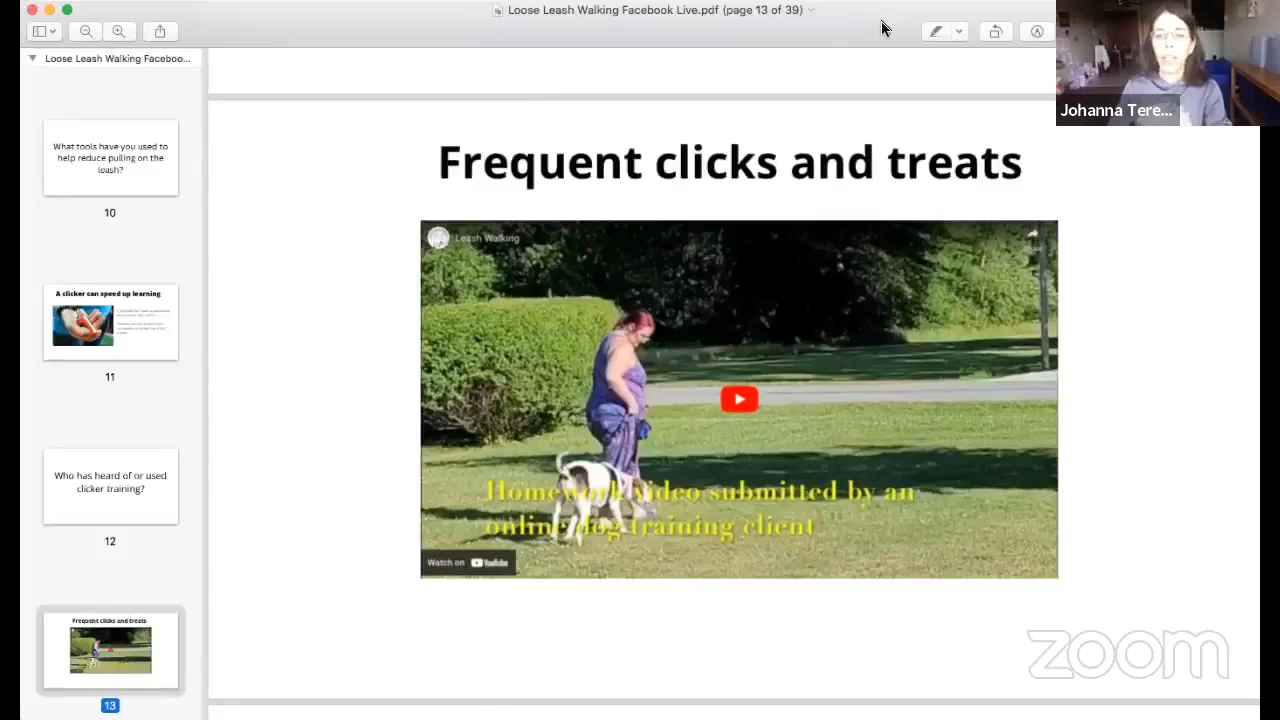 Loose Leash Walking Facebook Live.pdf (page 13 of 39)
Loose Leash Walking Faceboo...
What tools have you used to
help reduce pulling on the
leash?
10
A clicker can speed up learning
11
Who has heard of or used
clicker training?
12
Frequent clicks and treats
13
Frequent clicks and treats
Leash Walking
Homework video submitted by an
online dog training client
Watch on YouTube
Johanna Tere...
zoom